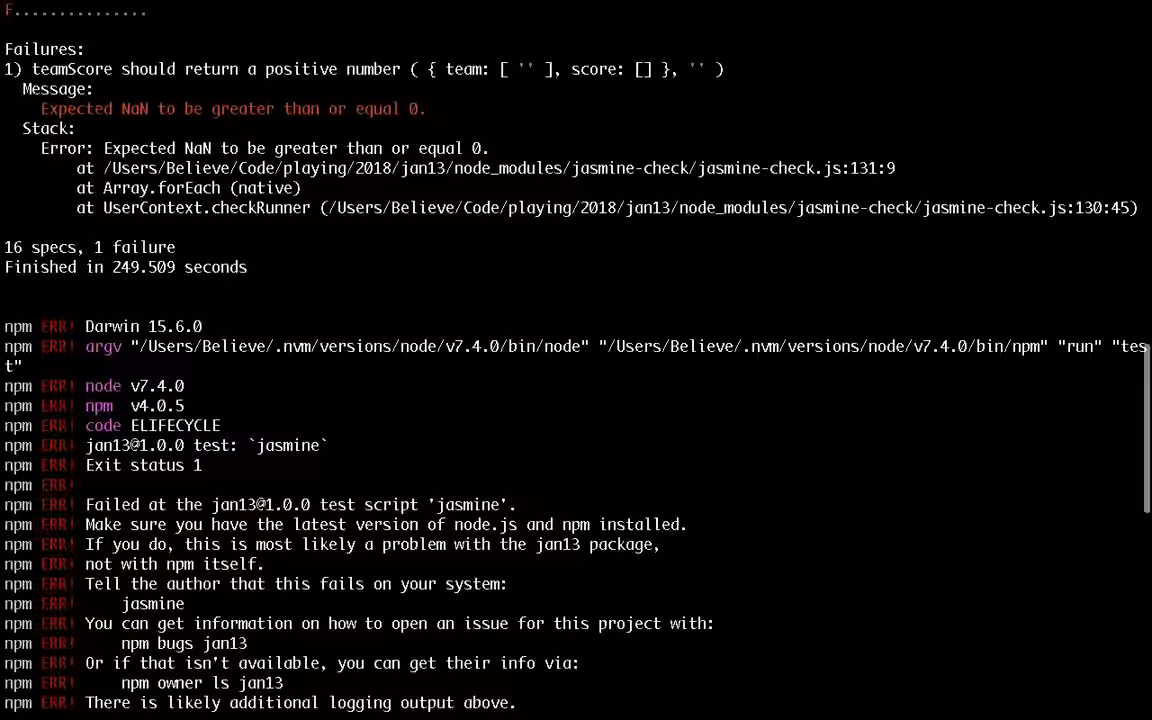 F...............
Failures:
1) teamScore should return a positive number ( { team: [ '' ], score: [] }, '' )
Message:
Expected NaN to be greater than or equal 0.
Stack:
Error: Expected NaN to be greater than or equal 0.
at /Users/Believe/Code/playing/2018/jan13/node_modules/jasmine-check/jasmine-check.js:131:9
at Array.forEach (native)
at UserContext.checkRunner (/Users/Believe/Code/playing/2018/jan13/node_modules/jasmine-check/jasmine-check.js:130:45)
16 specs, 1 failure
Finished in 249.509 seconds
npm ERR! Darwin 15.6.0
npm ERR! argv "/Users/Believe/.nvm/versions/node/v7.4.0/bin/node" "/Users/Believe/.nvm/versions/node/v7.4.0/bin/npm" "run" "tes
t"
npm ERR! node v7.4.0
npm ERR! npm  v4.0.5
npm ERR! code ELIFECYCLE
npm ERR! jan13@1.0.0 test: `jasmine`
npm ERR! Exit status 1
npm ERR!
npm ERR! Failed at the jan13@1.0.0 test script 'jasmine'.
npm ERR! Make sure you have the latest version of node.js and npm installed.
npm ERR! If you do, this is most likely a problem with the jan13 package,
npm ERR! not with npm itself.
npm ERR! Tell the author that this fails on your system:
npm ERR!     jasmine
npm ERR! You can get information on how to open an issue for this project with:
npm ERR!     npm bugs jan13
npm ERR! Or if that isn't available, you can get their info via:
npm ERR!     npm owner ls jan13
npm ERR! There is likely additional logging output above.